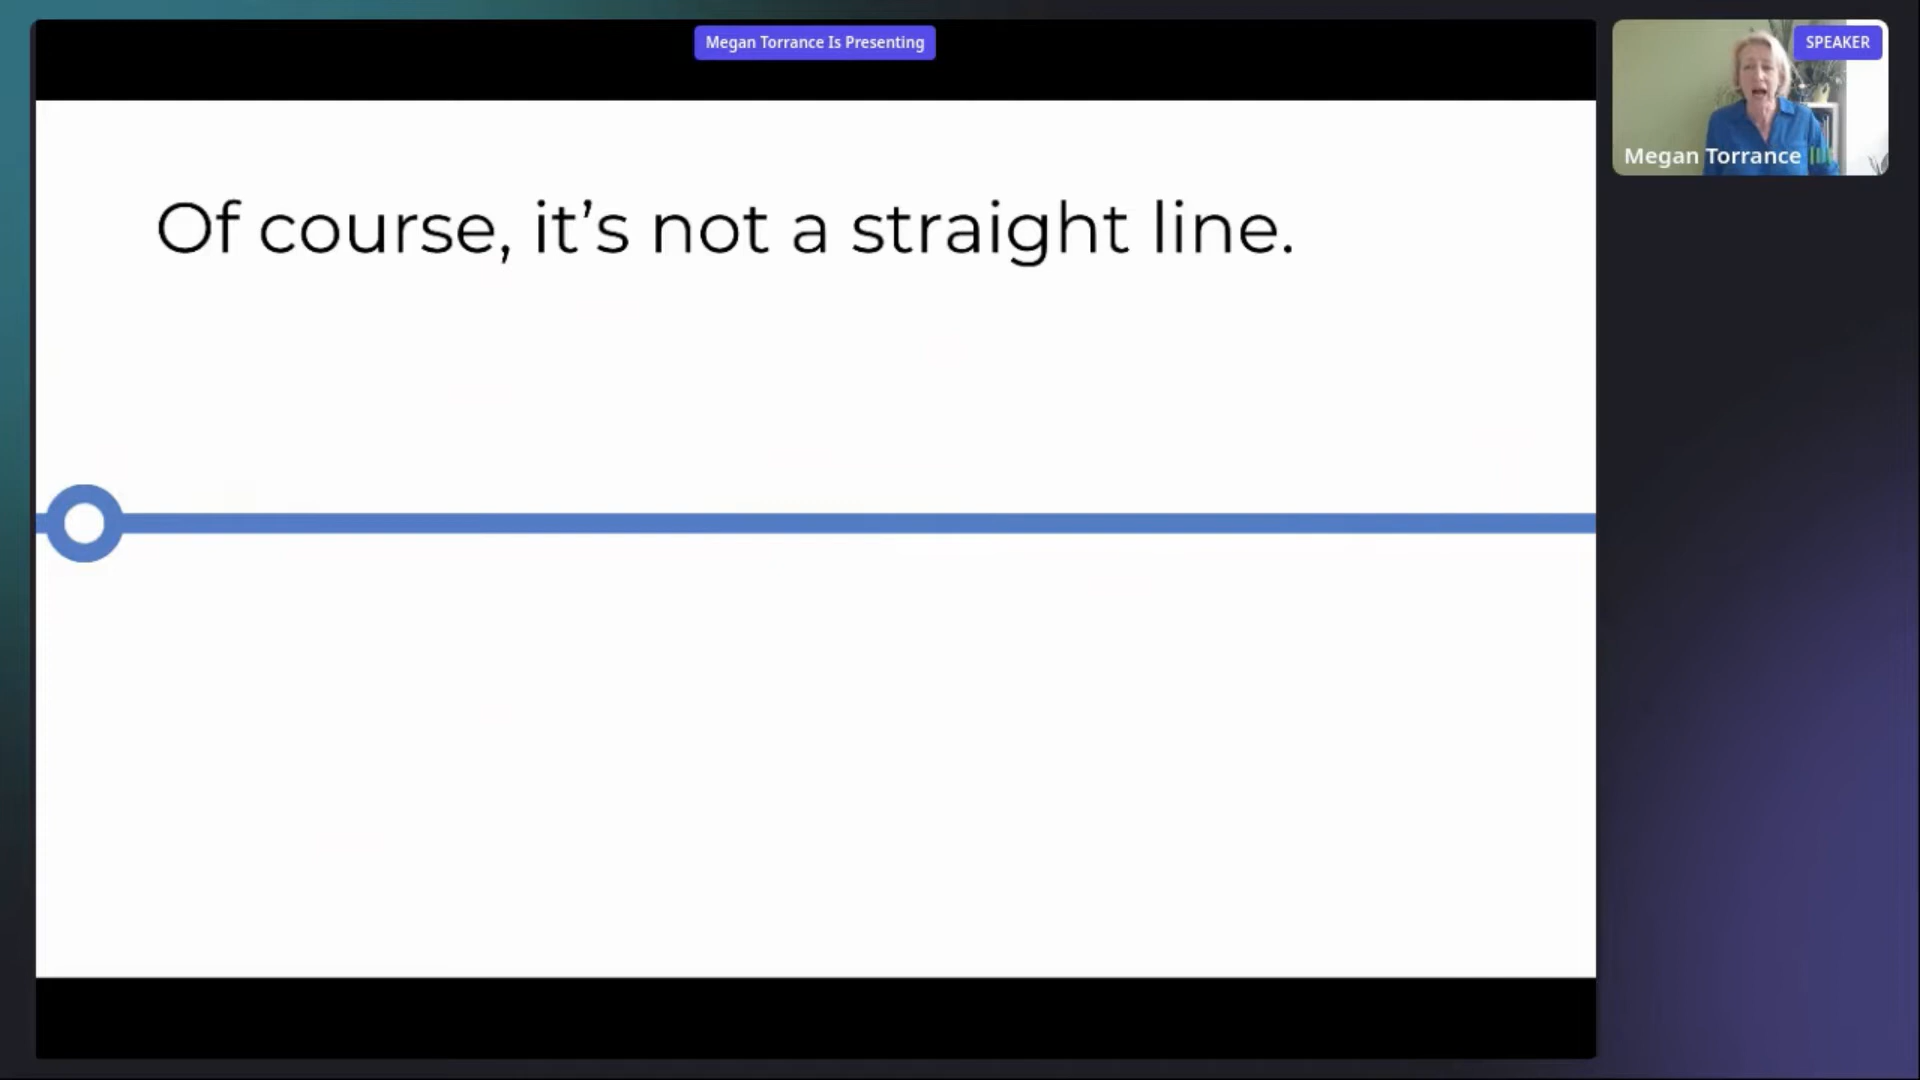 Megan Torrance Is Presenting
SPEAKER
Megan Torrance
Of course, it’s not a straight line.